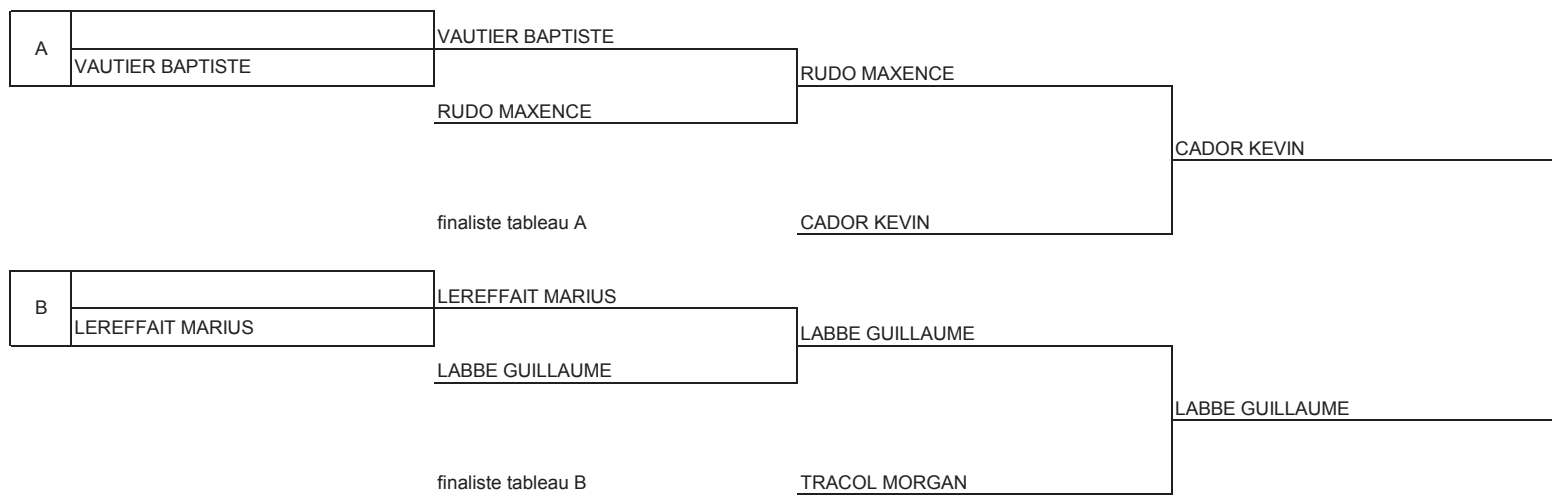 A
VAUTIER BAPTISTE
VAUTIER BAPTISTE
RUDO MAXENCE
RUDO MAXENCE
CADOR KEVIN
finaliste tableau A
CADOR KEVIN
B
LEREFFAIT MARIUS
LEREFFAIT MARIUS
LABBE GUILLAUME
LABBE GUILLAUME
LABBE GUILLAUME
finaliste tableau B
TRACOL MORGAN